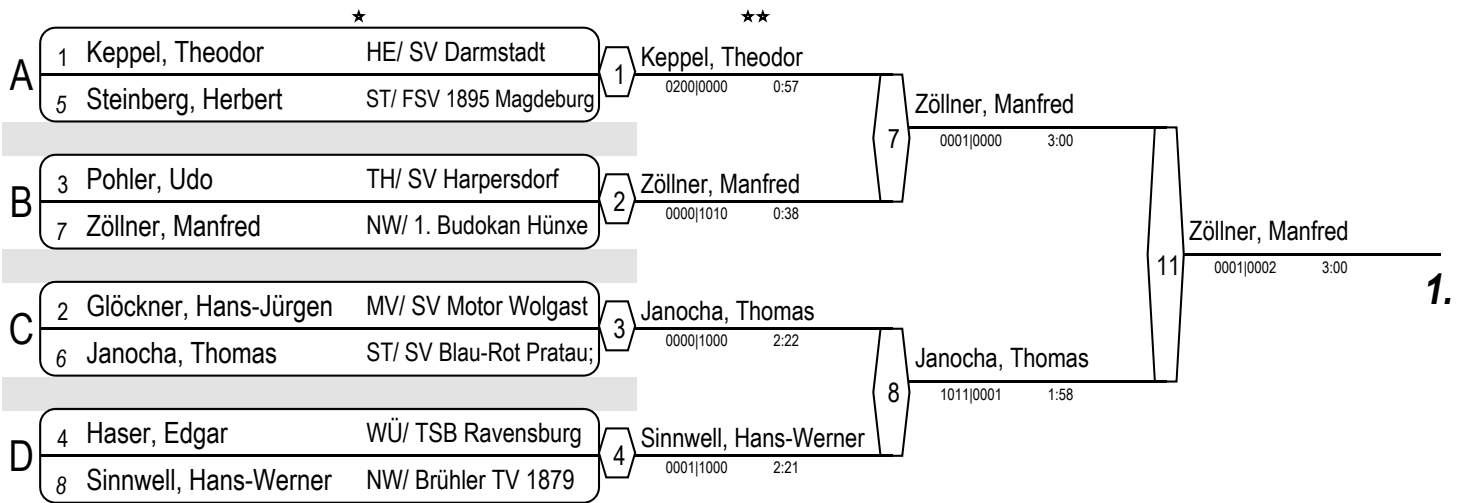 A
1 Keppel, Theodor HE/ SV Darmstadt
5 Steinberg, Herbert ST/ FSV 1895 Magdeburg
1
Keppel, Theodor
0200|0000 0:57
B
3 Pohler, Udo TH/ SV Harpersdorf
7 Zöllner, Manfred NW/ 1. Budokan Hünxe
2
Zöllner, Manfred
0000|1010 0:38
7
Zöllner, Manfred
0001|0000 3:00
C
2 Glöckner, Hans-Jürgen MV/ SV Motor Wolgast
6 Janocha, Thomas ST/ SV Blau-Rot Pratau;
3
Janocha, Thomas
0000|1000 2:22
D
4 Haser, Edgar WÜ/ TSB Ravensburg
8 Sinnwell, Hans-Werner NW/ Brühler TV 1879
4
Sinnwell, Hans-Werner
0001|1000 2:21
8
Janocha, Thomas
1011|0001 1:58
11
Zöllner, Manfred
0001|0002 3:00
1.